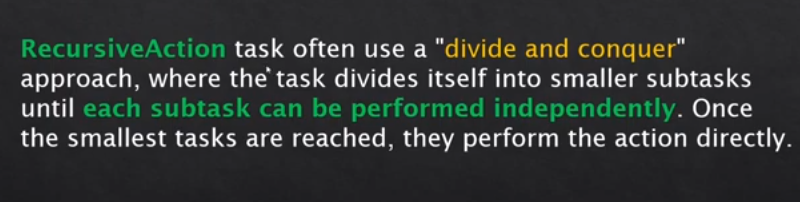 RecursiveAction task often use a "divide and conquer"
approach, where the task divides itself into smaller subtasks
until each subtask can be performed independently. Once
the smallest tasks are reached, they perform the action directly.